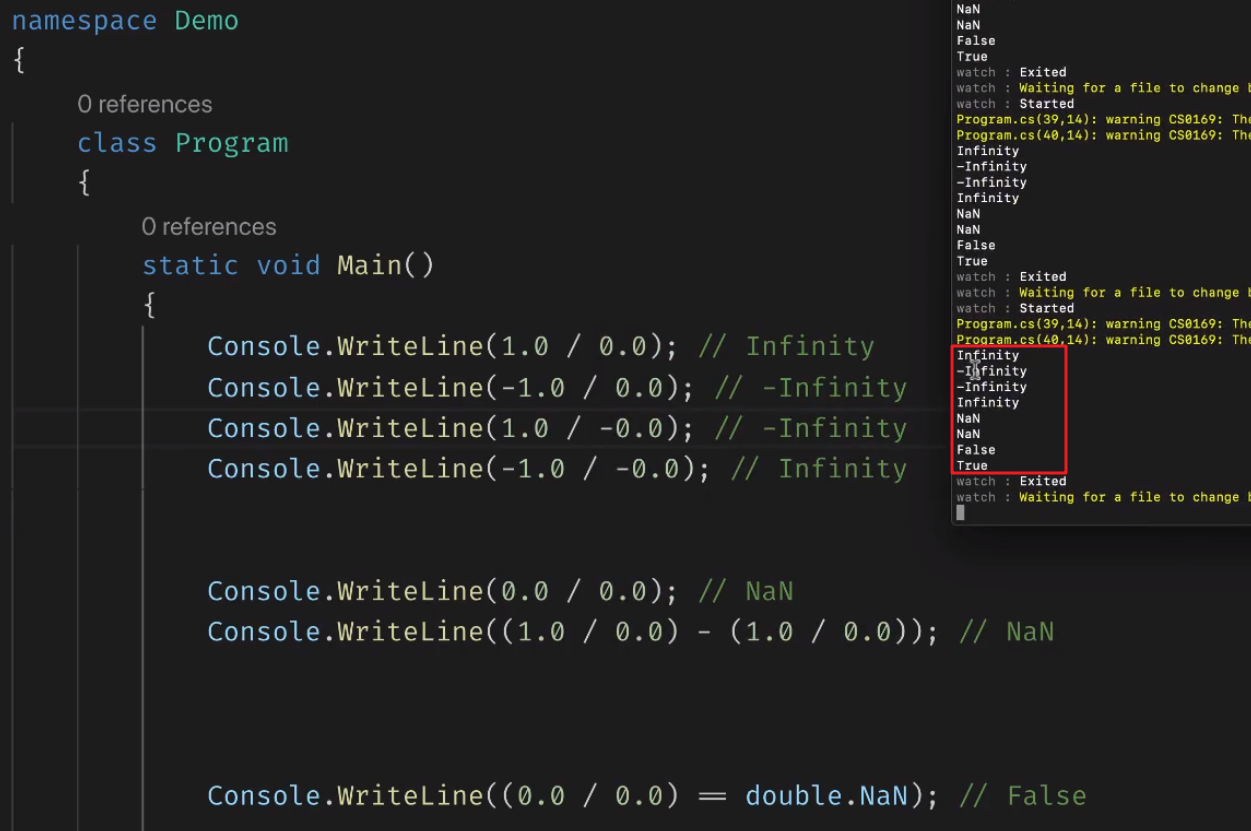 namespace Demo
{
0 references
class Program
{
0 references
static void Main()
{
Console.WriteLine(1.0 / 0.0); // Infinity
Console.WriteLine(-1.0 / 0.0); // -Infinity
Console.WriteLine(1.0 / -0.0); // -Infinity
Console.WriteLine(-1.0 / -0.0); // Infinity
Console.WriteLine(0.0 / 0.0); // NaN
Console.WriteLine((1.0 / 0.0) - (1.0 / 0.0)); // NaN
Console.WriteLine((0.0 / 0.0) == double.NaN); // False
NaN
NaN
False
True
watch : Exited
watch : Waiting for a file to change b
watch : Started
Program.cs(39,14): warning CS0169: The
Program.cs(40,14): warning CS0169: The
Infinity
-Infinity
-Infinity
Infinity
NaN
NaN
False
True
watch : Exited
watch : Waiting for a file to change b
watch : Started
Program.cs(39,14): warning CS0169: The
Program.cs(40,14): warning CS0169: The
Infinity
-Infinity
-Infinity
Infinity
NaN
NaN
False
True
watch : Exited
watch : Waiting for a file to change b